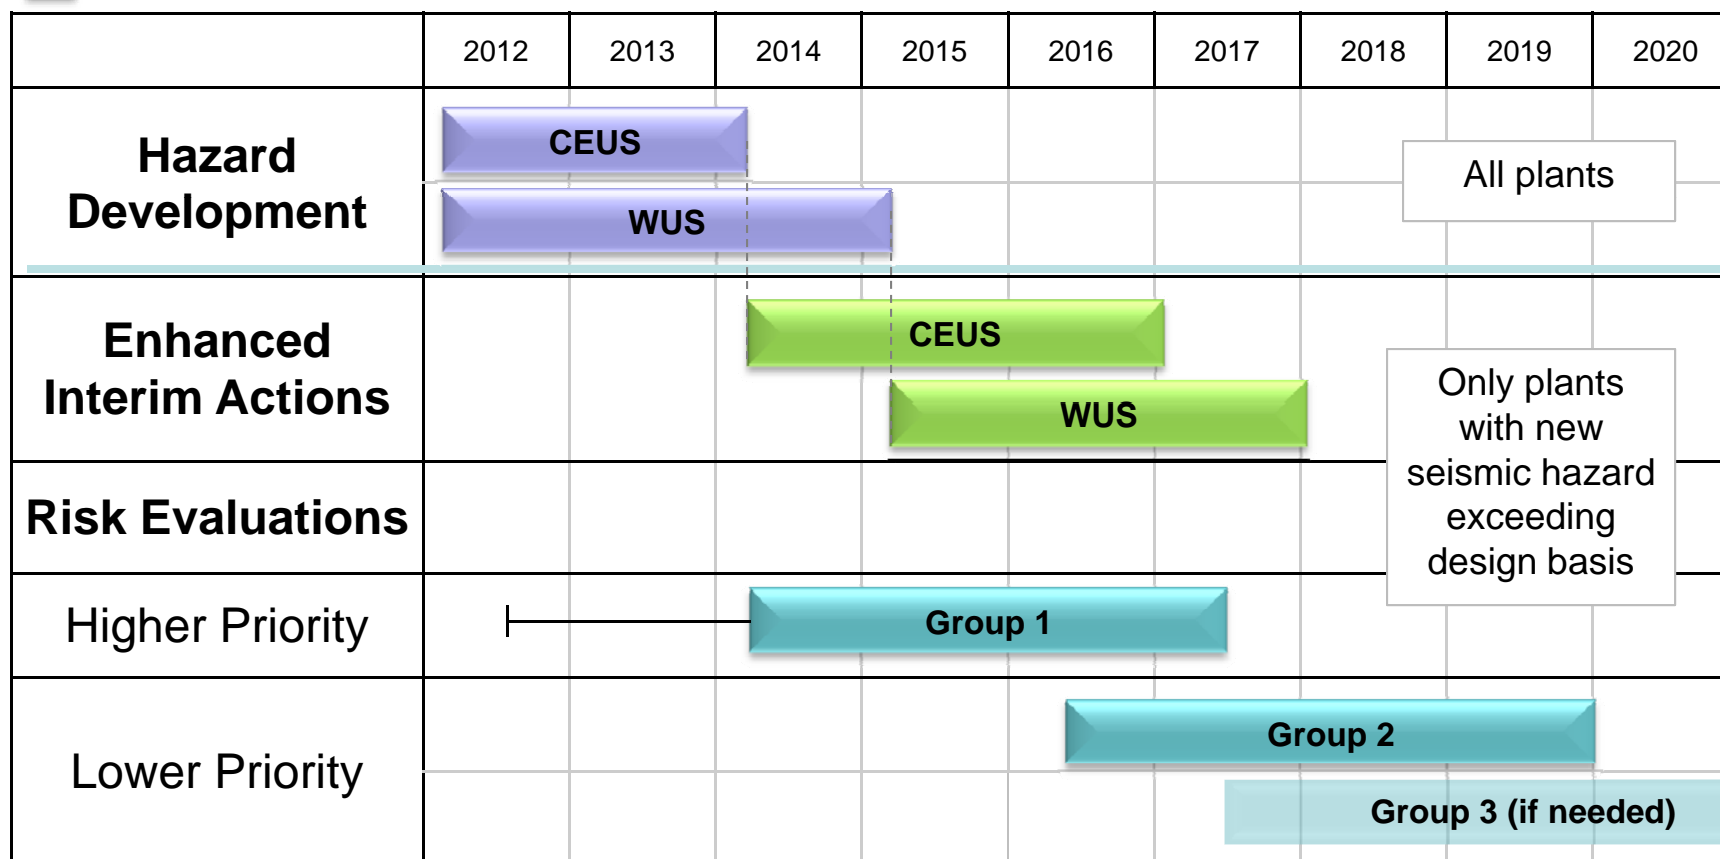 2012 2013 2014 2015 2016 2017 2018 2019 2020
Hazard
Development
CEUS
WUS
All plants
Enhanced
Interim Actions
CEUS
WUS
Only plants
with new
seismic hazard
exceeding
design basis
Risk Evaluations
Higher Priority
Group 1
Lower Priority
Group 2
Group 3 (if needed)